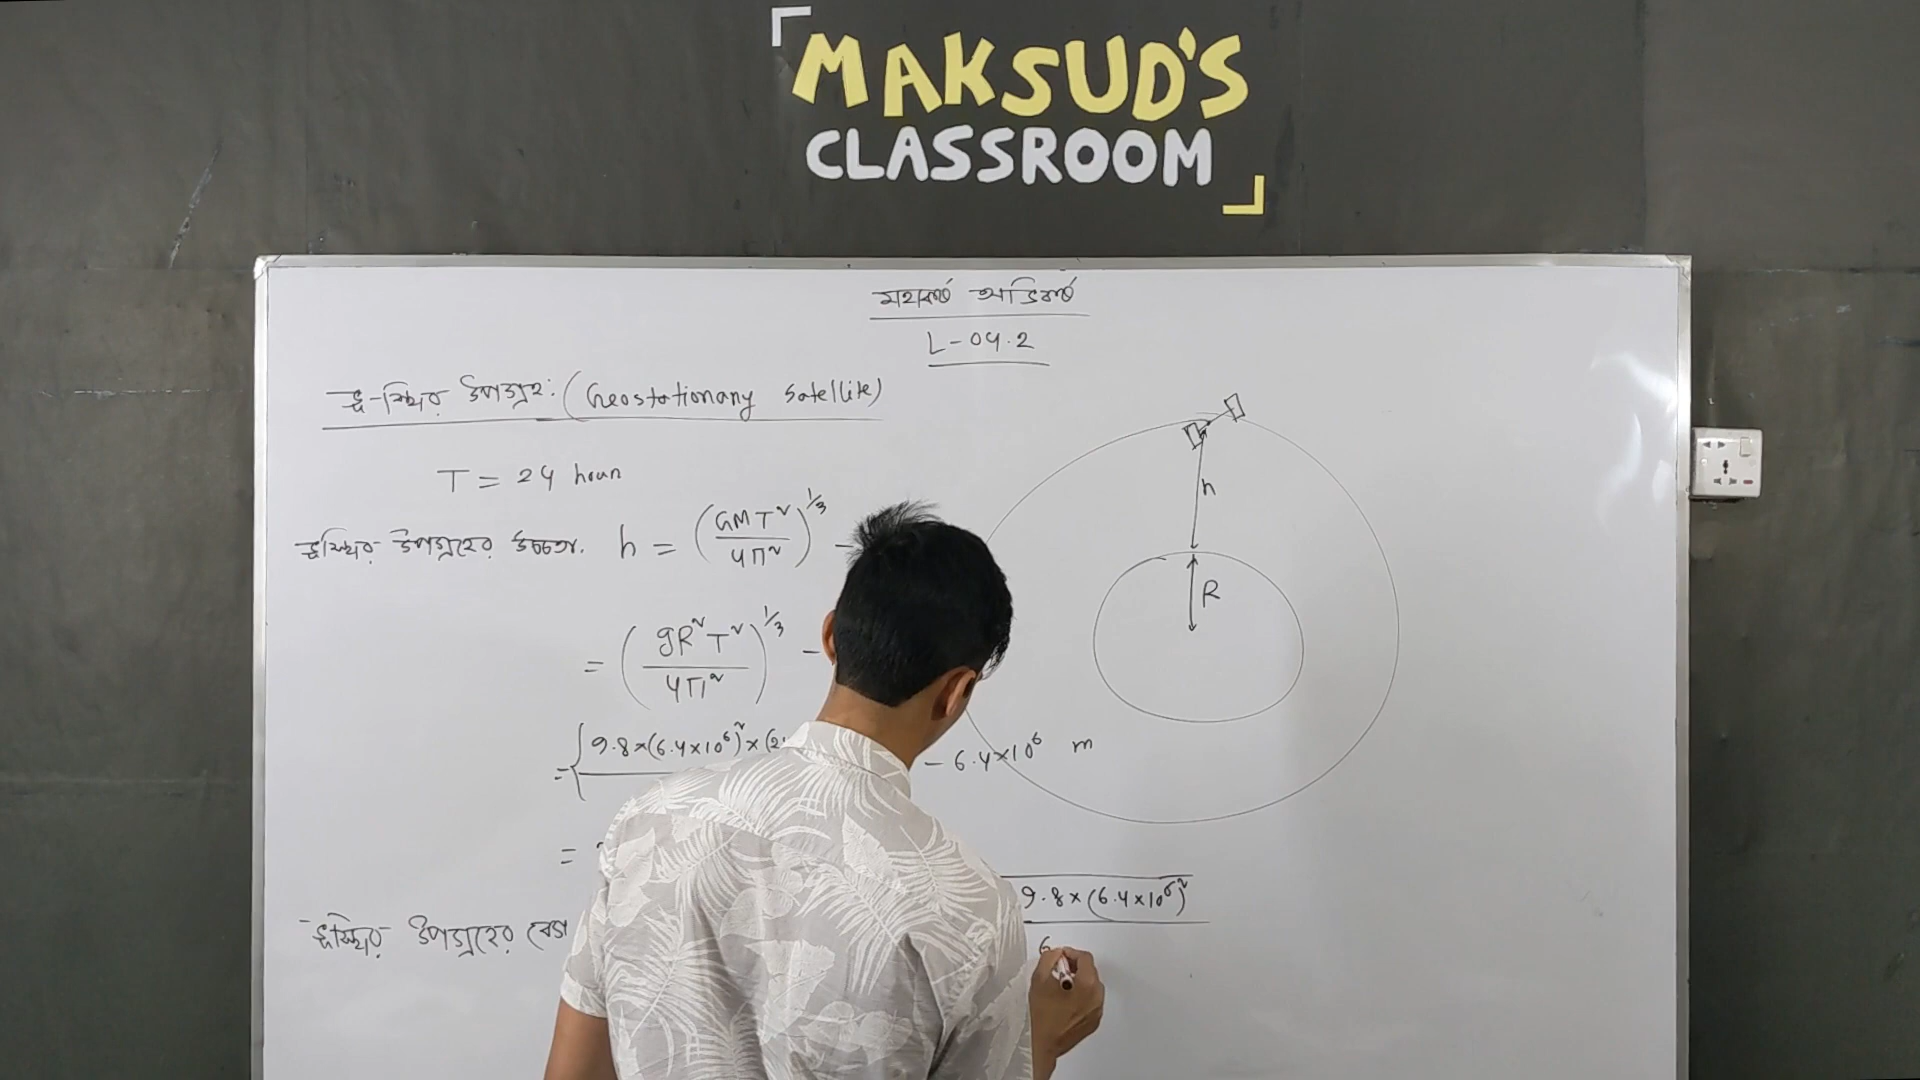 MAKSUD'S
CLASSROOM
মহাকর্ষ অভিকর্ষ
L-04.2
ভূ-স্থির উপগ্রহ: (Geostationary Satellite)
T = 24 hour
h
ভূস্থির উপগ্রহের উচ্চতা. h = (GMT²/4π²)^1/3 -
R
= (gR²T²/4π²)^1/3 -
= {9.8×(6.4×10⁶)²×(2 - 6.4×10⁶ m
=
9.8×(6.4×10⁶)²
ভূস্থির উপগ্রহের বেগ
6